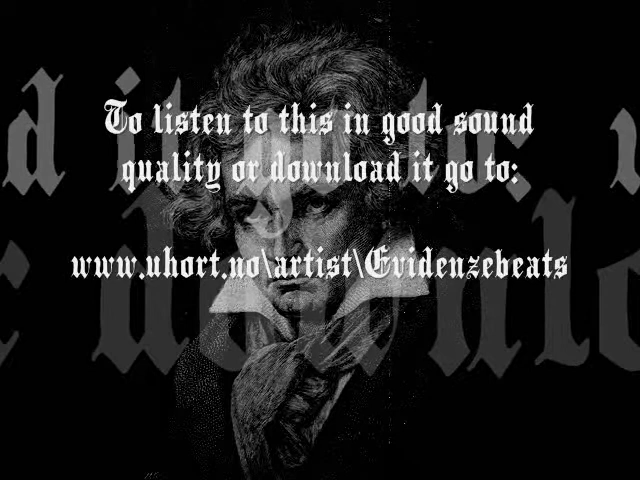 To listen to this in good sound
quality or download it go to:
www.uhort.no\artist\Evidenzebeats